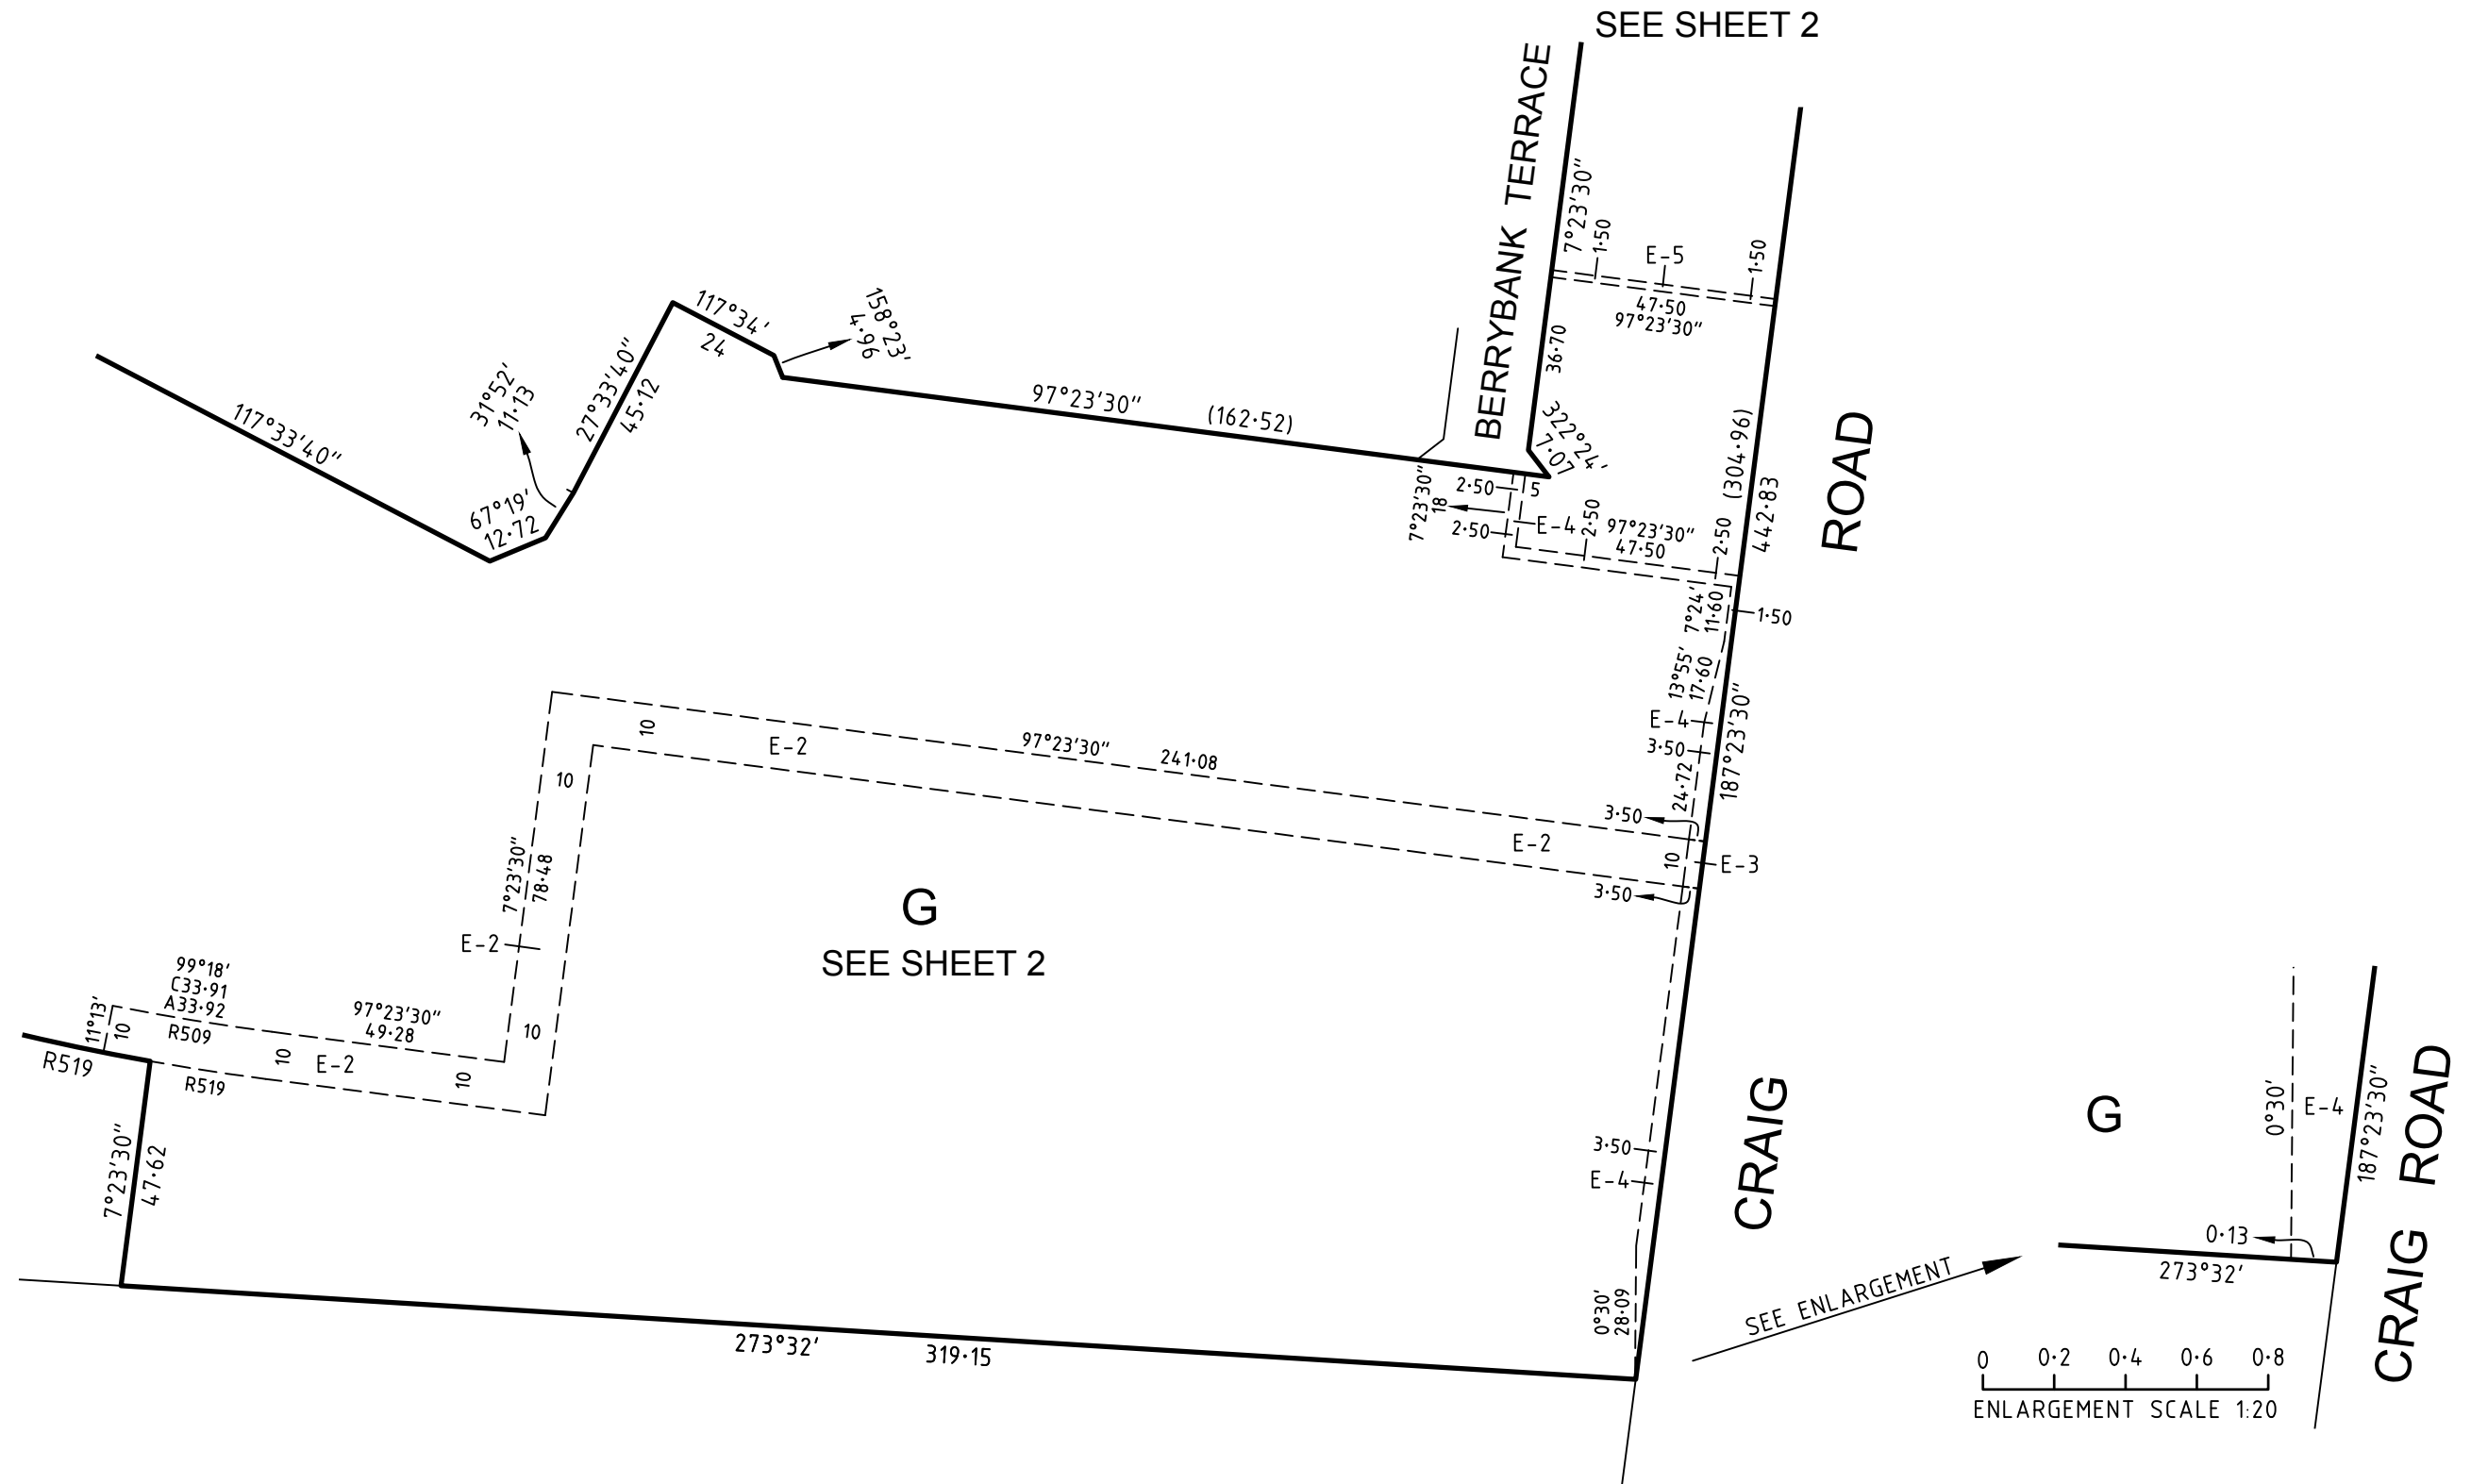 SEE SHEET 2
BERRYBANK TERRACE
7°23'30"
1·50
E-5
1·50
47·50
97°23'30"
36·70
322°24'
7·07
117°34'
24
158°23'
4·96
27°33'40"
45·12
31°52'
11·13
117°33'40"
67°19'
12·72
97°23'30"
(162·52)
ROAD
(304·96)
442·83
2·50
5
7°23'30"
18
2·50
E-4
2·50
97°23'30"
47·50
2·50
7°24'
11·60
1·50
13°55'
17·60
E-4
3·50
187°23'30"
24·72
10
E-2
97°23'30"
241·08
10
3·50
E-2
10
E-3
3·50
7°23'30"
78·48
G
SEE SHEET 2
E-2
10
99°18'
C33·91
A33·92
R509
97°23'30"
49·28
11°13'
10
10
E-2
10
R519
R519
7°23'30"
47·62
3·50
E-4
CRAIG
0°30'
28·09
273°32'
319·15
SEE ENLARGEMENT
G
0°30'
E-4
187°23'30"
CRAIG ROAD
0·13
273°32'
0 0·2 0·4 0·6 0·8
ENLARGEMENT SCALE 1:20